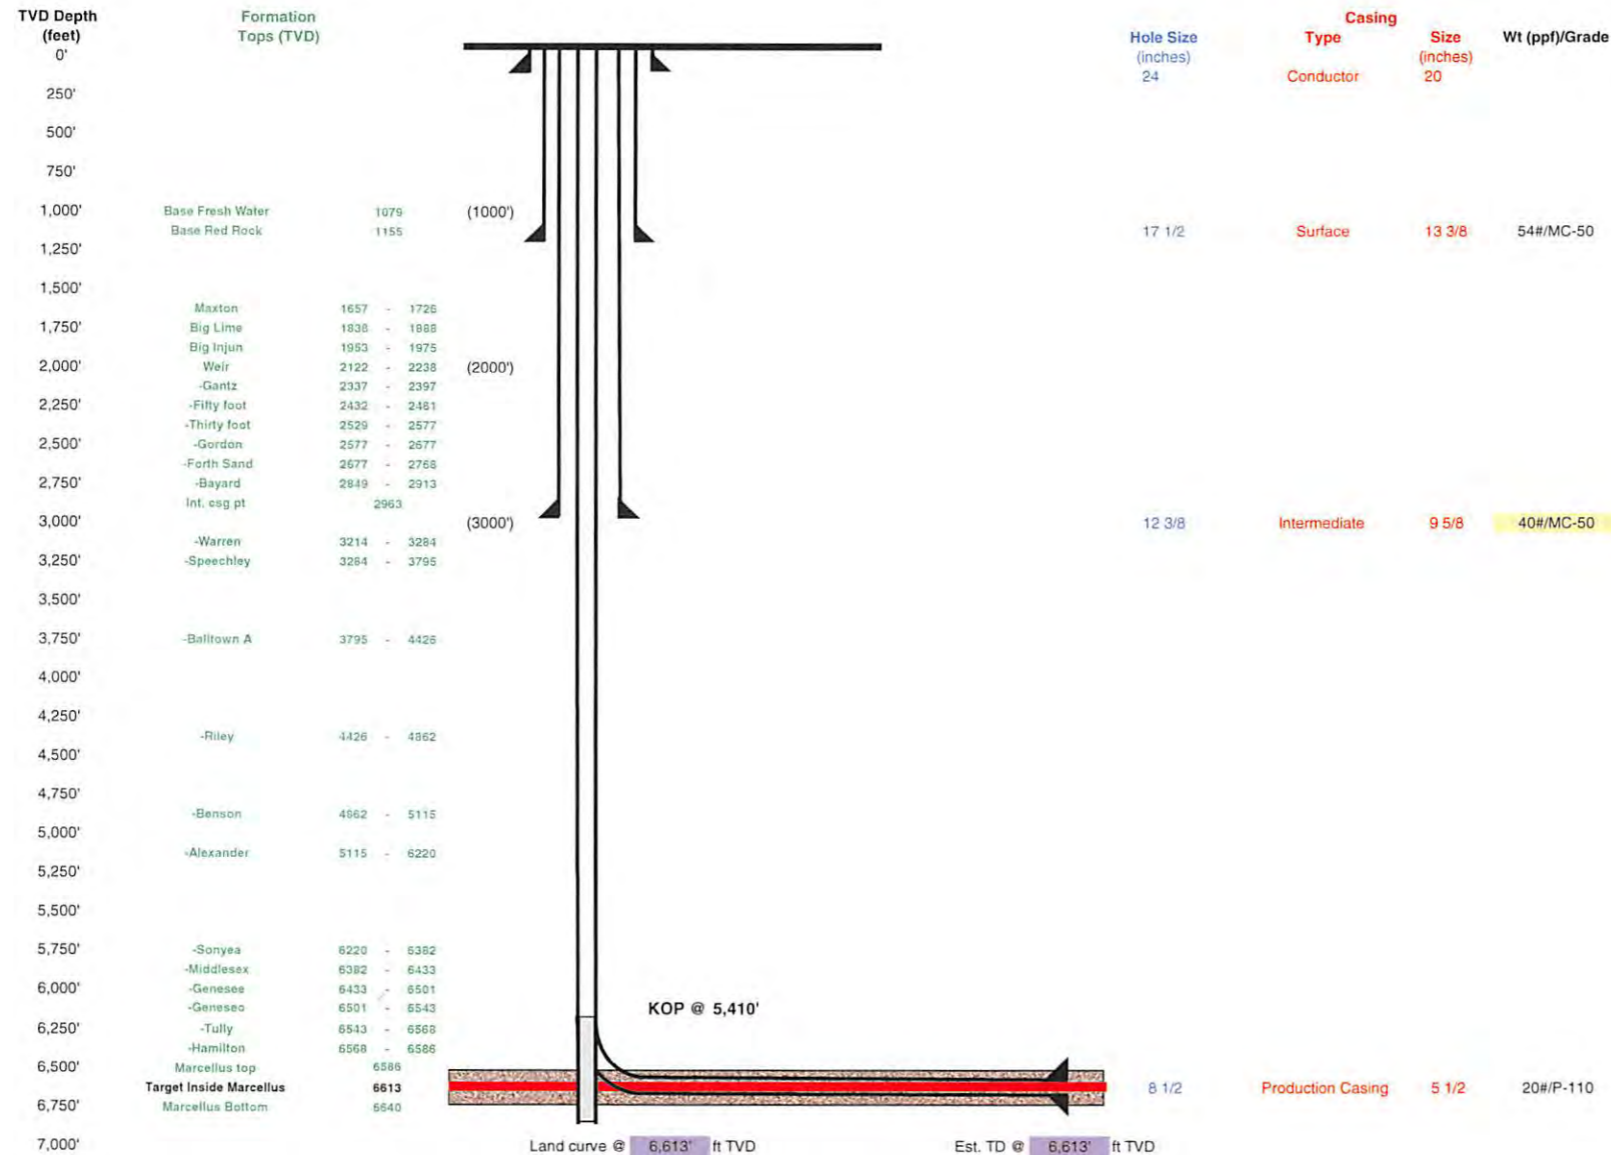 TVD Depth Formation Casing
(feet) Tops (TVD) Hole Size Type Size Wt (ppf)/Grade
0' (inches) (inches)
24 Conductor 20
250'
500'
750'
1,000' Base Fresh Water 1079 (1000')
Base Red Rock 1155 17 1/2 Surface 13 3/8 54#/MC-50
1,250'
1,500'
Maxton 1657 - 1726
1,750' Big Lime 1838 - 1888
Big Injun 1953 - 1975
2,000' Weir 2122 - 2238 (2000')
-Gantz 2337 - 2397
2,250' -Fifty foot 2432 - 2481
-Thirty foot 2529 - 2577
2,500' -Gordon 2577 - 2677
-Forth Sand 2677 - 2768
2,750' -Bayard 2849 - 2913
Int. csg pt 2963
3,000' (3000') 12 3/8 Intermediate 9 5/8 40#/MC-50
-Warren 3214 - 3284
3,250' -Speechley 3284 - 3795
3,500'
3,750' -Balltown A 3795 - 4426
4,000'
4,250'
-Riley 4426 - 4862
4,500'
4,750'
-Benson 4862 - 5115
5,000'
-Alexander 5115 - 6220
5,250'
5,500'
5,750' -Sonyea 6220 - 6382
-Middlesex 6382 - 6433
6,000' -Genesee 6433 - 6501
-Geneseo 6501 - 6543 KOP @ 5,410'
6,250' -Tully 6543 - 6568
-Hamilton 6568 - 6586
6,500' Marcellus top 6586
Target Inside Marcellus 6613 8 1/2 Production Casing 5 1/2 20#/P-110
6,750' Marcellus Bottom 6640
7,000' Land curve @ 6,613' ft TVD Est. TD @ 6,613' ft TVD